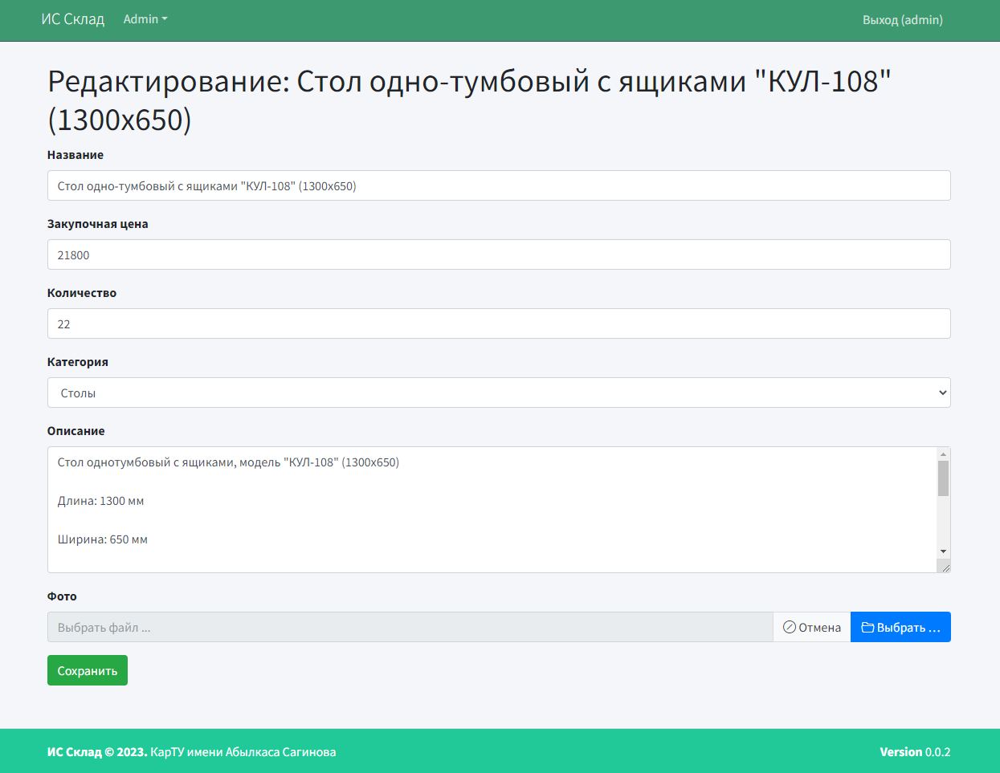 ИС Склад Admin Выход (admin)
Редактирование: Стол одно-тумбовый с ящиками "КУЛ-108"
(1300x650)
Название
Стол одно-тумбовый с ящиками "КУЛ-108" (1300x650)
Закупочная цена
21800
Количество
22
Категория
Столы
Описание
Стол однотумбовый с ящиками, модель "КУЛ-108" (1300x650)
Длина: 1300 мм
Ширина: 650 мм
Фото
Выбрать файл ... Отмена Выбрать ...
Сохранить
ИС Склад © 2023. КарТУ имени Абылкаса Сагинова Version 0.0.2